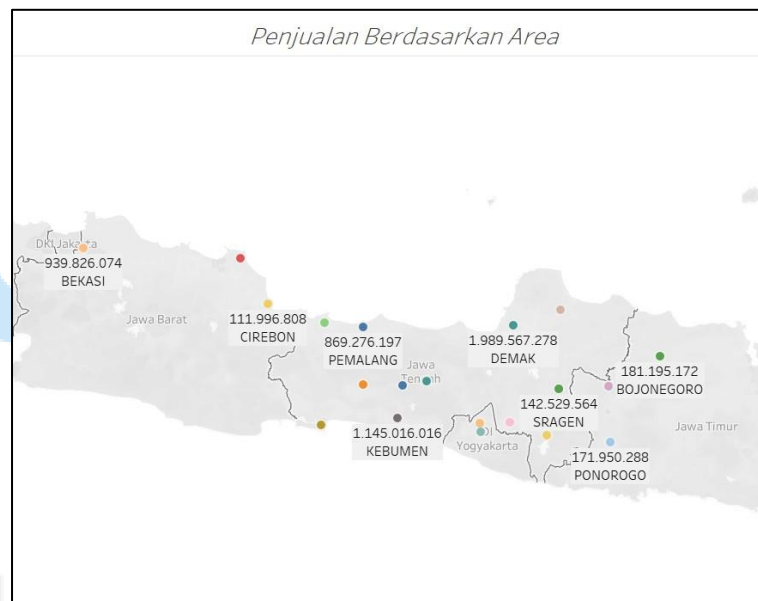 Penjualan Berdasarkan Area
DKI Jakarta
939.826.074
BEKASI
Jawa Barat
111.996.808
CIREBON
869.276.197
PEMALANG
Jawa
Tengah
1.989.567.278
DEMAK
181.195.172
BOJONEGORO
142.529.564
SRAGEN
Jawa Timur
1.145.016.016
KEBUMEN
DI
Yogyakarta
171.950.288
PONOROGO